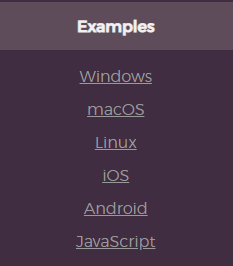 Examples
Windows
macOS
Linux
iOS
Android
JavaScript